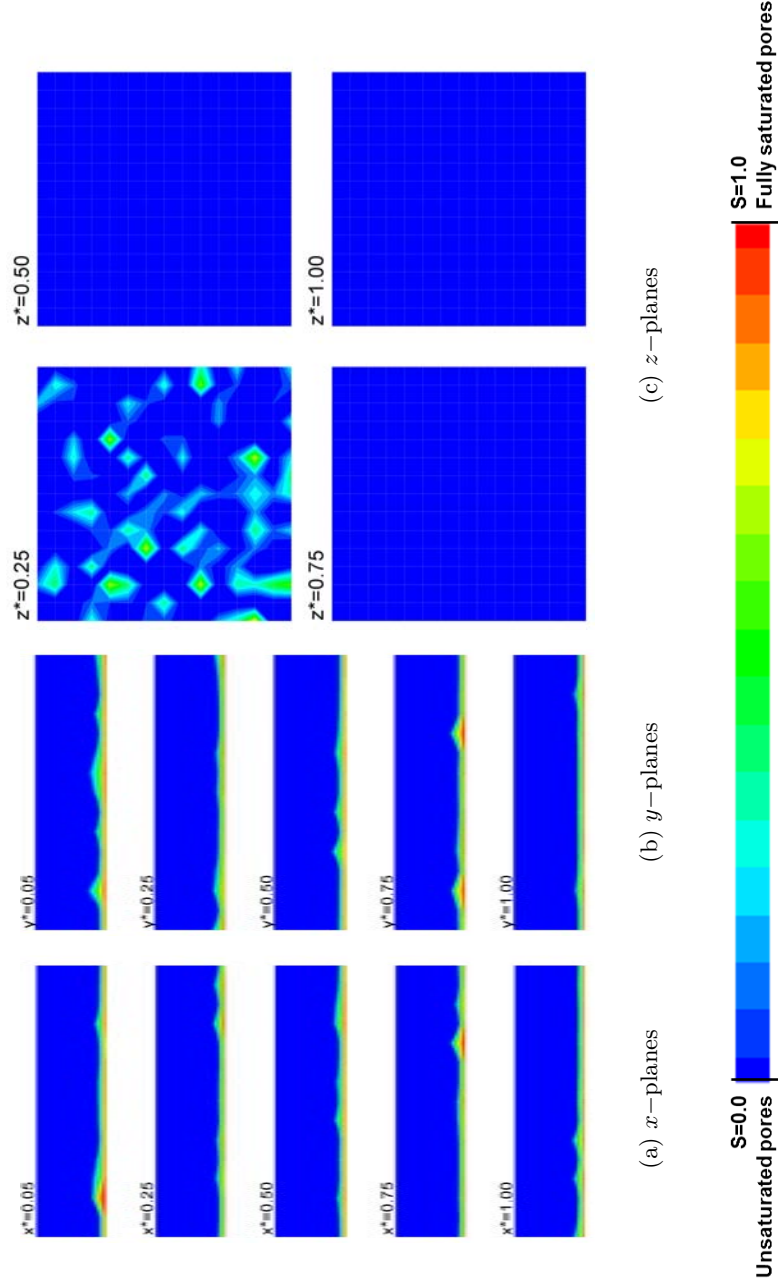 x*=0.05
x*=0.25
x*=0.50
x*=0.75
x*=1.00
(a) x−planes
y*=0.05
y*=0.25
y*=0.50
y*=0.75
y*=1.00
(b) y−planes
z*=0.25
z*=0.50
z*=0.75
z*=1.00
(c) z−planes
S=0.0
Unsaturated pores
S=1.0
Fully saturated pores